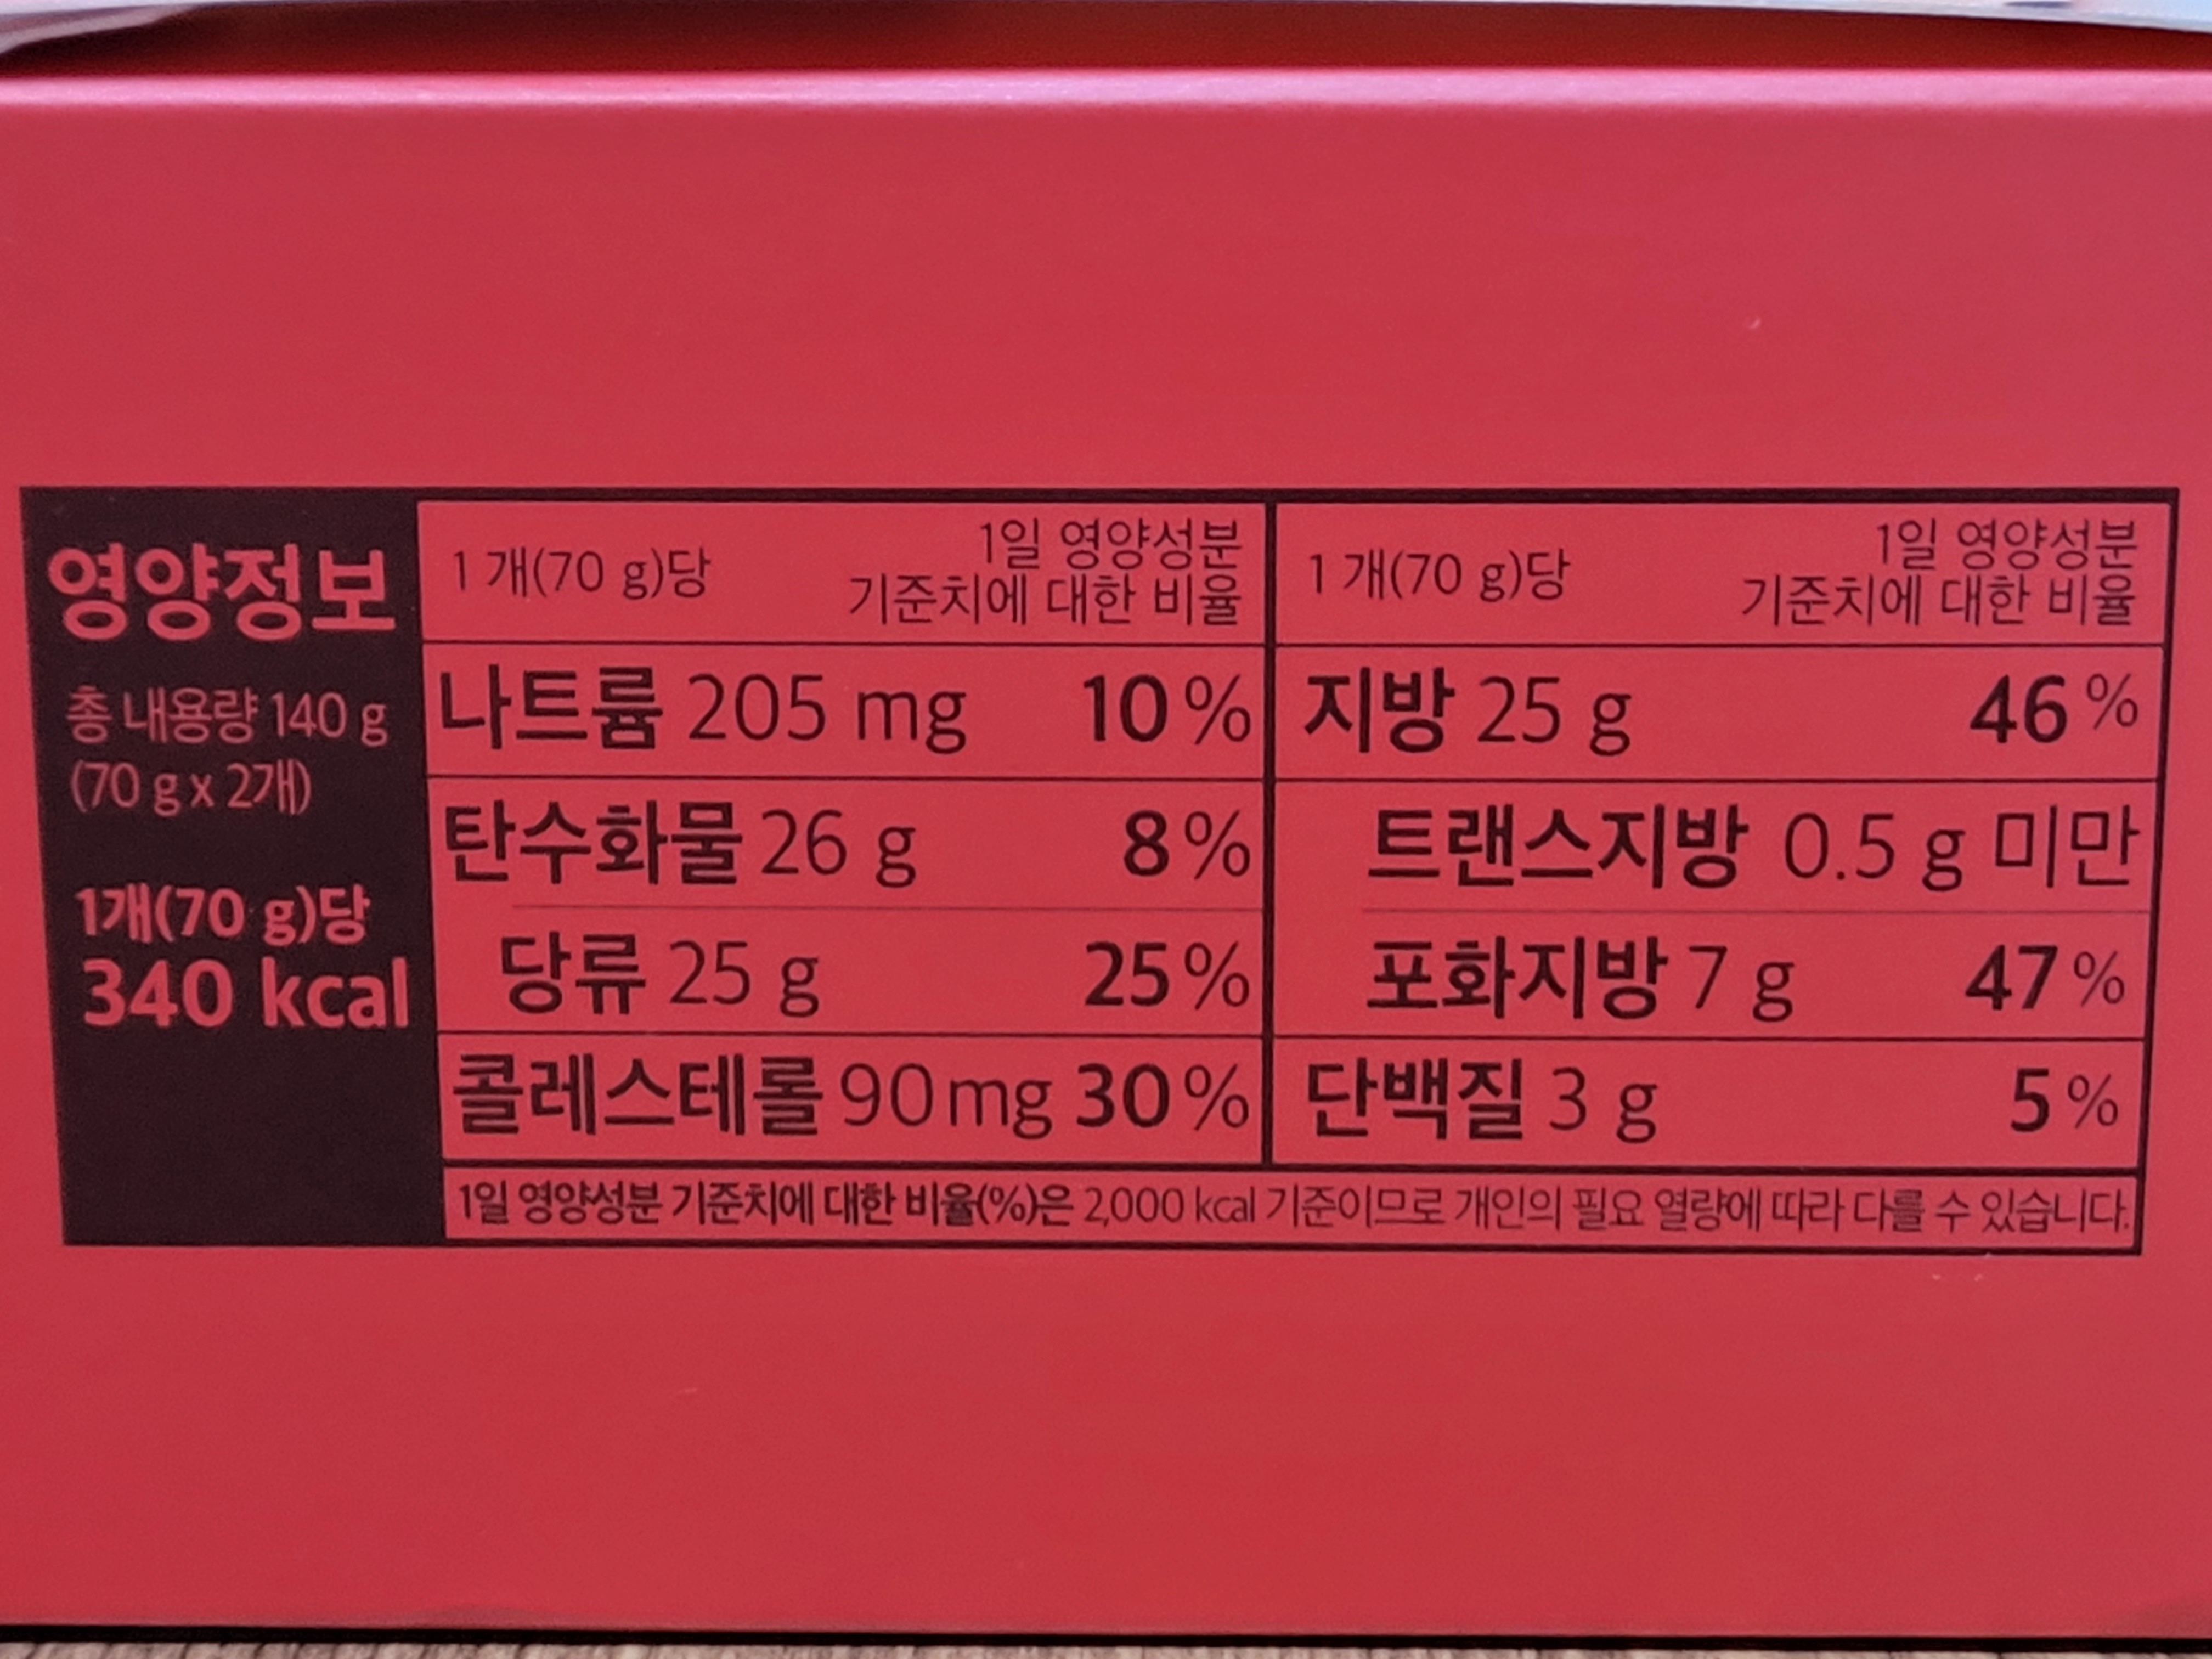 영양정보
총 내용량 140 g
(70 g x 2개)
1개(70 g)당
340 kcal
1 개(70 g)당
1일 영양성분
기준치에 대한 비율
나트륨 205 mg 10 %
탄수화물 26 g 8 %
당류 25 g 25 %
콜레스테롤 90 mg 30 %
1 개(70 g)당
1일 영양성분
기준치에 대한 비율
지방 25 g 46 %
트랜스지방 0.5 g 미만
포화지방 7 g 47 %
단백질 3 g 5 %
1일 영양성분 기준치에 대한 비율(%)은 2,000 kcal 기준이므로 개인의 필요 열량에 따라 다를 수 있습니다.